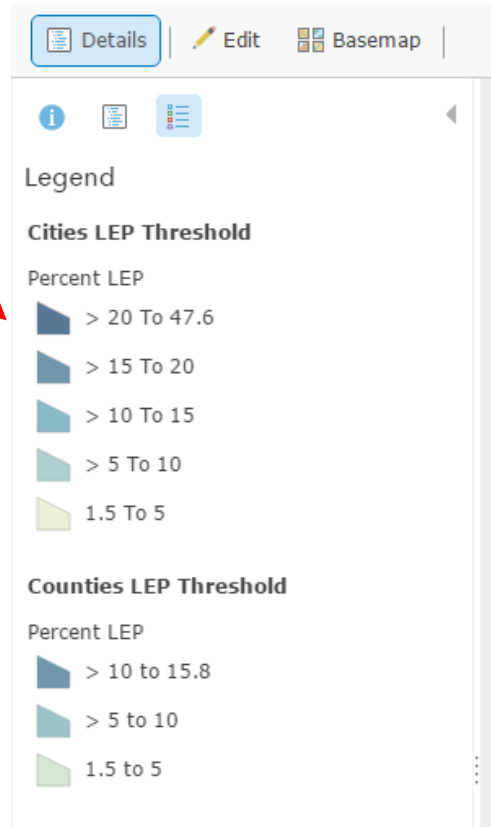 Details Edit Basemap
Legend
Cities LEP Threshold
Percent LEP
> 20 To 47.6
> 15 To 20
> 10 To 15
> 5 To 10
1.5 To 5
Counties LEP Threshold
Percent LEP
> 10 to 15.8
> 5 to 10
1.5 to 5